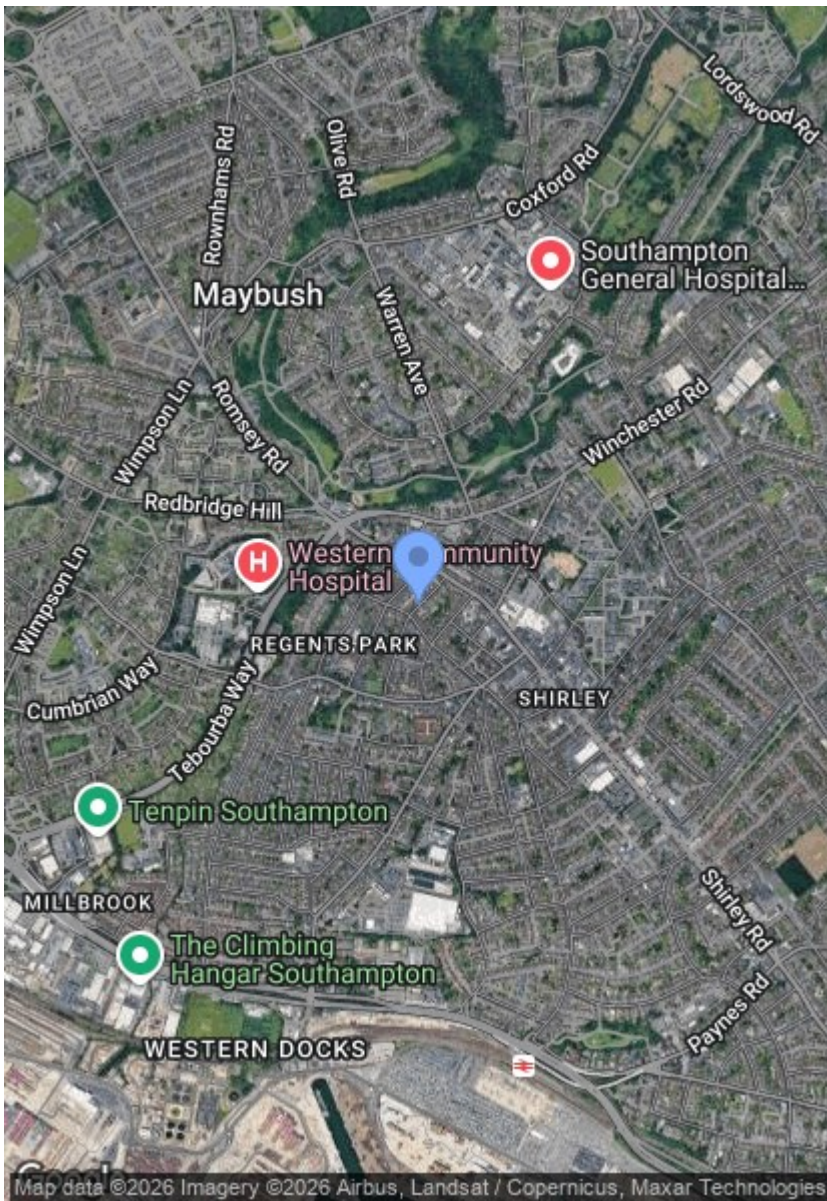 Lordswood Rd
Olive Rd
Rownhams Rd
Coxford Rd
Southampton
General Hospital...
Maybush
Warren Ave
Wimpson Ln
Romsey Rd
Winchester Rd
Redbridge Hill
H
Western
mmunity
Hospital
Wimpson Ln
REGENTS PARK
Cumbrian Way
SHIRLEY
Tebourba Way
Tenpin Southampton
MILLBROOK
Shirley Rd
The Climbing
Hangar Southampton
Paynes Rd
WESTERN DOCKS
Google
Map data ©2026 Imagery ©2026 Airbus, Landsat / Copernicus, Maxar Technologies